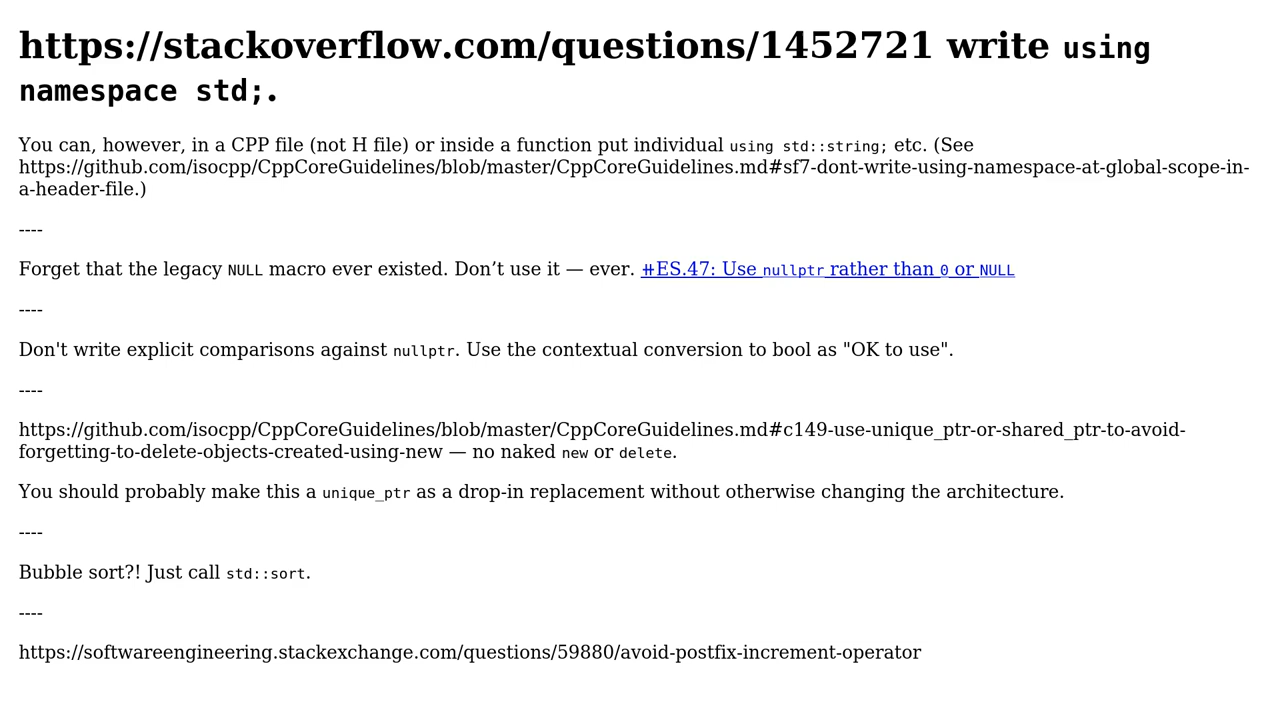 https://stackoverflow.com/questions/1452721 write using
namespace std;.
You can, however, in a CPP file (not H file) or inside a function put individual using std::string; etc. (See
https://github.com/isocpp/CppCoreGuidelines/blob/master/CppCoreGuidelines.md#sf7-dont-write-using-namespace-at-global-scope-in-
a-header-file.)
----
Forget that the legacy NULL macro ever existed. Don’t use it — ever. ⧺ES.47: Use nullptr rather than 0 or NULL
----
Don't write explicit comparisons against nullptr. Use the contextual conversion to bool as "OK to use".
----
https://github.com/isocpp/CppCoreGuidelines/blob/master/CppCoreGuidelines.md#c149-use-unique_ptr-or-shared_ptr-to-avoid-
forgetting-to-delete-objects-created-using-new — no naked new or delete.
You should probably make this a unique_ptr as a drop-in replacement without otherwise changing the architecture.
----
Bubble sort?! Just call std::sort.
----
https://softwareengineering.stackexchange.com/questions/59880/avoid-postfix-increment-operator